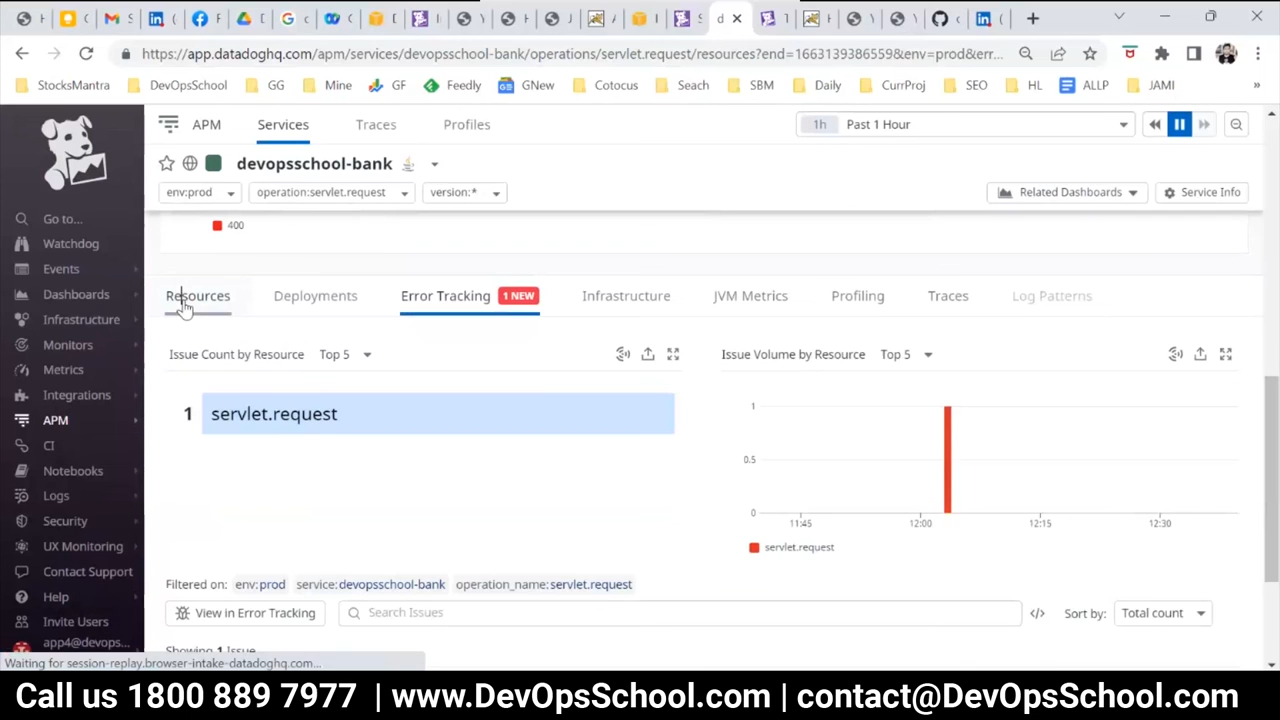 https://app.datadoghq.com/apm/services/devopsschool-bank/operations/servlet.request/resources?end=1663139386559&env=prod&err...
StocksMantra DevOpsSchool GG Mine GF Feedly GNew Cotocus Seach SBM Daily CurrProj SEO HL ALLP JAMI »
APM Services Traces Profiles 1h Past 1 Hour
devopsschool-bank
env:prod operation:servlet.request version:* Related Dashboards Service Info
400
Go to...
Watchdog
Events
Dashboards
Infrastructure
Monitors
Metrics
Integrations
APM
CI
Notebooks
Logs
Security
UX Monitoring
Contact Support
Help
Invite Users
app4@devops...
Resources Deployments Error Tracking 1 NEW Infrastructure JVM Metrics Profiling Traces Log Patterns
Issue Count by Resource Top 5
1 servlet.request
Issue Volume by Resource Top 5
1
0.5
0
11:45 12:00 12:15 12:30
servlet.request
Filtered on: env:prod service:devopsschool-bank operation_name:servlet.request
View in Error Tracking Search Issues </> Sort by: Total count
Showing 1 Issue
Waiting for session-replay.browser-intake-datadoghq.com...
Call us 1800 889 7977 | www.DevOpsSchool.com | contact@DevOpsSchool.com